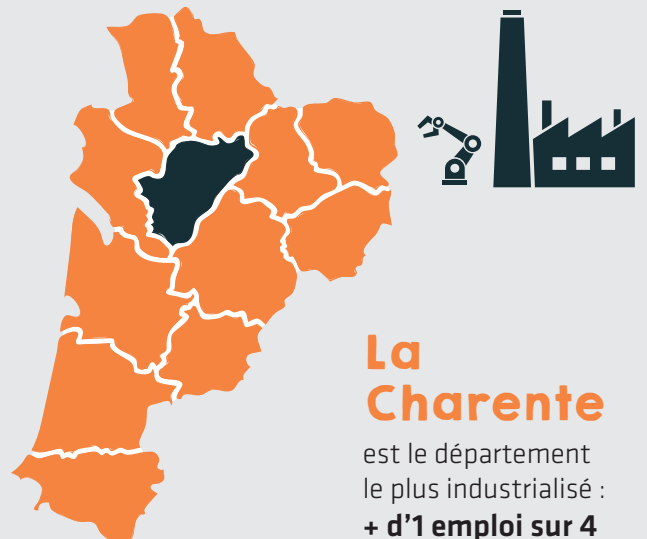 La
Charente
est le département
le plus industrialisé :
+ d'1 emploi sur 4